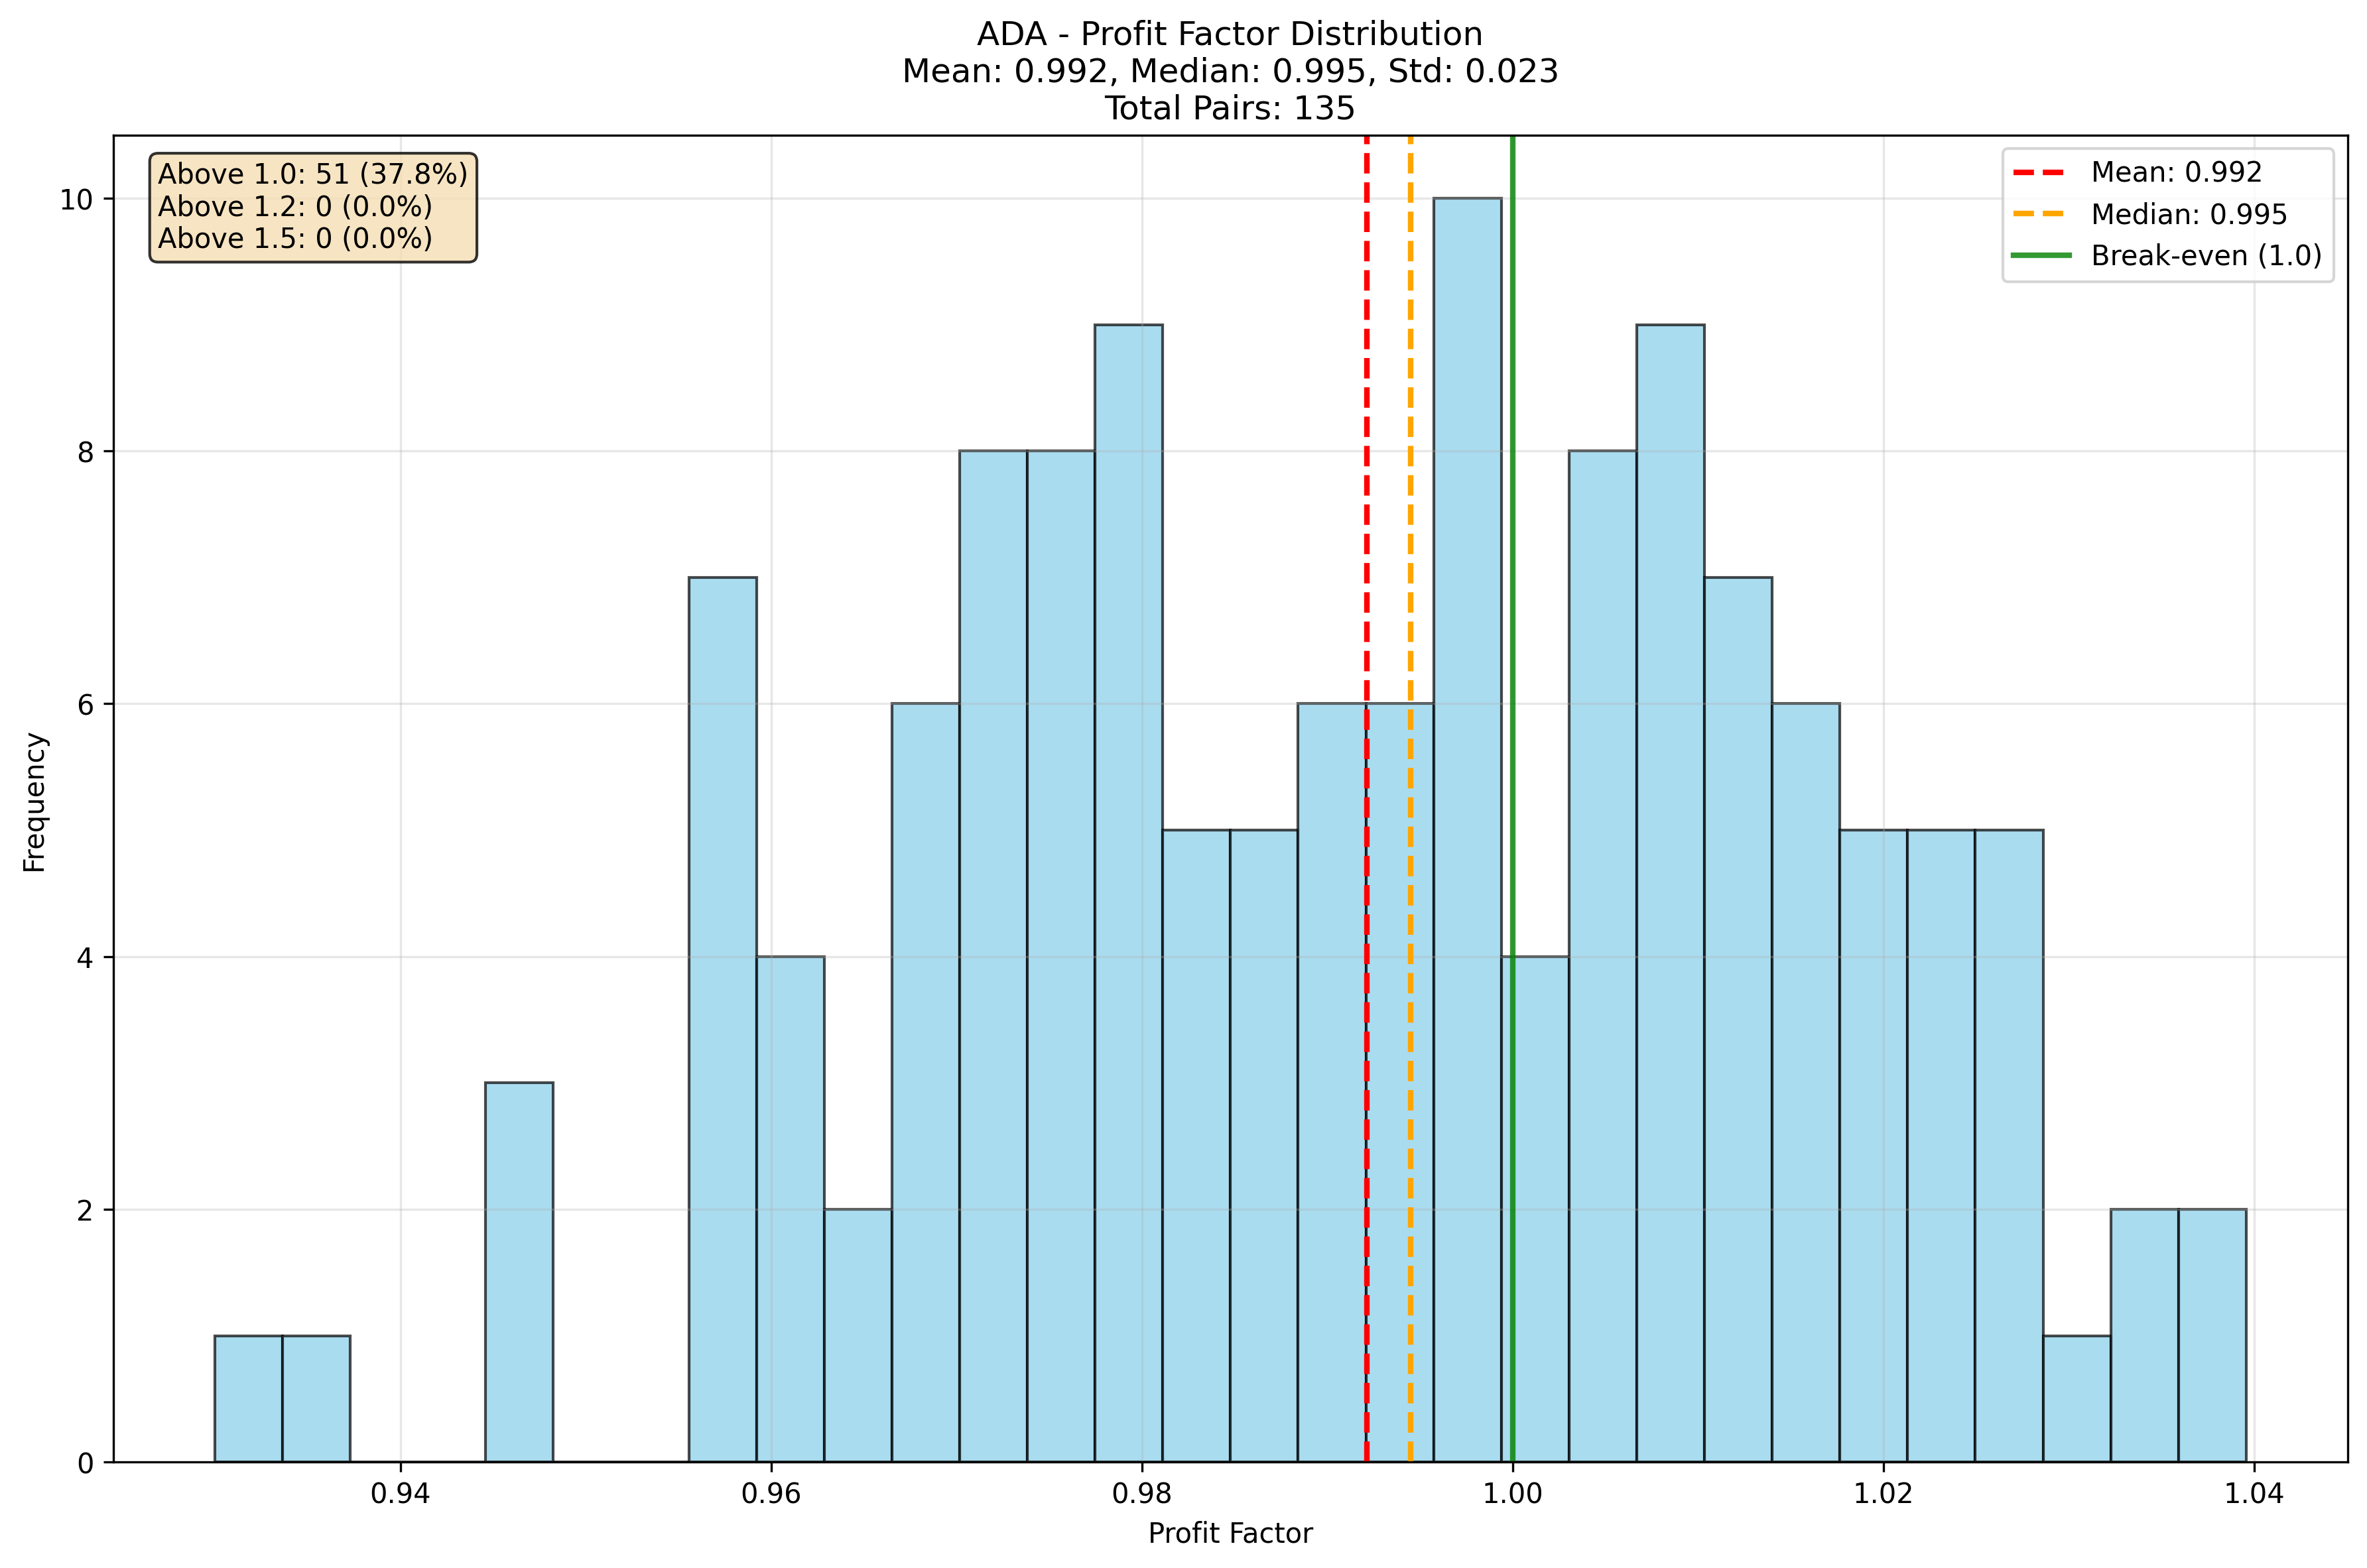 ADA - Profit Factor Distribution
Mean: 0.992, Median: 0.995, Std: 0.023
Total Pairs: 135
Above 1.0: 51 (37.8%)
Above 1.2: 0 (0.0%)
Above 1.5: 0 (0.0%)
Mean: 0.992
Median: 0.995
Break-even (1.0)
Frequency
10
8
6
4
2
0
0.94
0.96
0.98
1.00
1.02
1.04
Profit Factor